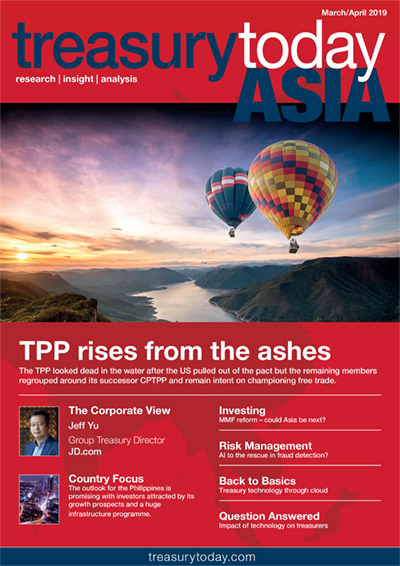 March/April 2019
treasurytoday
research | insight | analysis
ASIA
TPP rises from the ashes
The TPP looked dead in the water after the US pulled out of the pact but the remaining members
regrouped around its successor CPTPP and remain intent on championing free trade.
The Corporate View
Jeff Yu
Group Treasury Director
JD.com
Country Focus
The outlook for the Philippines is
promising with investors attracted by its
growth prospects and a huge
infrastructure programme.
Investing
MMF reform – could Asia be next?
Risk Management
AI to the rescue in fraud detection?
Back to Basics
Treasury technology through cloud
Question Answered
Impact of technology on treasurers
treasurytoday.com